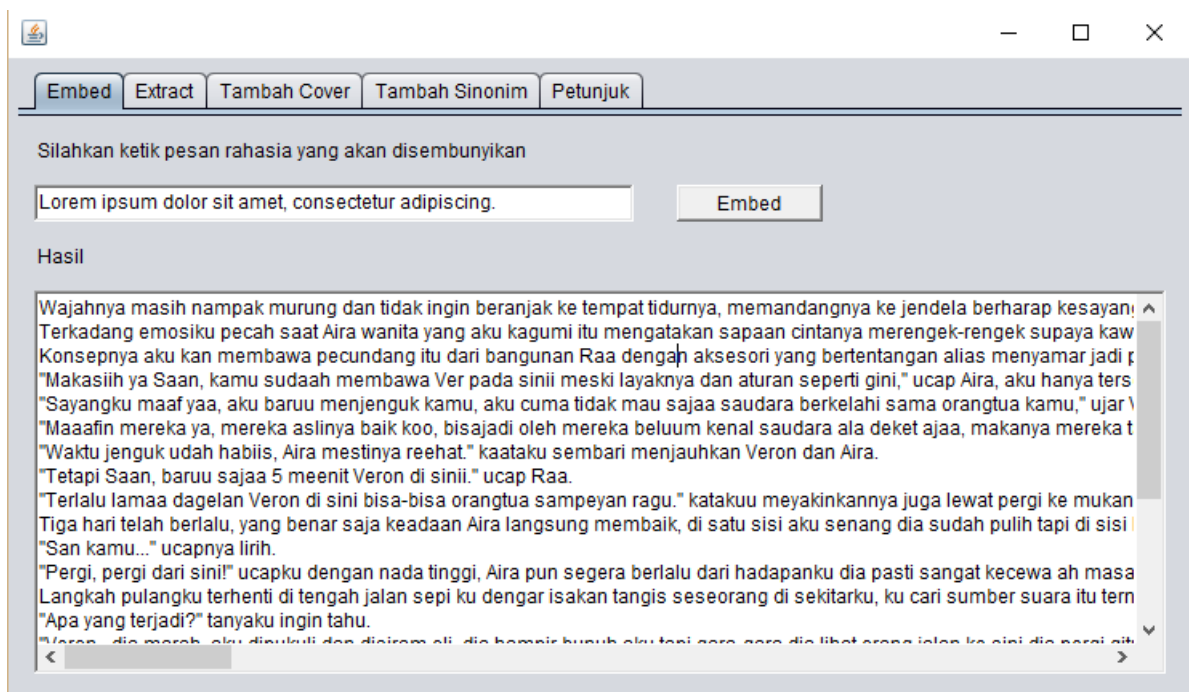 Embed Extract Tambah Cover Tambah Sinonim Petunjuk
Silahkan ketik pesan rahasia yang akan disembunyikan
Lorem ipsum dolor sit amet, consectetur adipiscing. Embed
Hasil
Wajahnya masih nampak murung dan tidak ingin beranjak ke tempat tidurnya, memandangnya ke jendela berharap
Terkadang emosiku pecah saat Aira wanita yang aku kagumi itu mengatakan sapaan cintanya merengek-rengek supaya
Konsepnya aku kan membawa pecundang itu dari bangunan Raa dengan aksesori yang bertentangan alias menyamar jadi
"Makasiih ya Saan, kamu sudaah membawa Ver pada sinii meski layaknya dan aturan seperti gini," ucap Aira, aku hanya
"Sayangku maaf yaa, aku baruu menjenguk kamu, aku cuma tidak mau sajaa saudara berkelahi sama orangtua kamu," ujar
"Maaafin mereka ya, mereka aslinya baik koo, bisajadi oleh mereka beluum kenal saudara ala deket ajaa, makanya mereka
"Waktu jenguk udah habiis, Aira mestinya reehat." kaataku sembari menjauhkan Veron dan Aira.
"Tetapi Saan, baruu sajaa 5 meenit Veron di sinii." ucap Raa.
"Terlalu lamaa dagelan Veron di sini bisa-bisa orangtua sampeyan ragu." katakuu meyakinkannya juga lewat pergi ke
Tiga hari telah berlalu, yang benar saja keadaan Aira langsung membaik, di satu sisi aku senang dia sudah pulih tapi di sisi
"San kamu..." ucapnya lirih.
"Pergi, pergi dari sini!" ucapku dengan nada tinggi, Aira pun segera berlalu dari hadapanku dia pasti sangat kecewa ah
Langkah pulangku terhenti di tengah jalan sepi ku dengar isakan tangis seseorang di sekitarku, ku cari sumber suara itu
"Apa yang terjadi?" tanyaku ingin tahu.